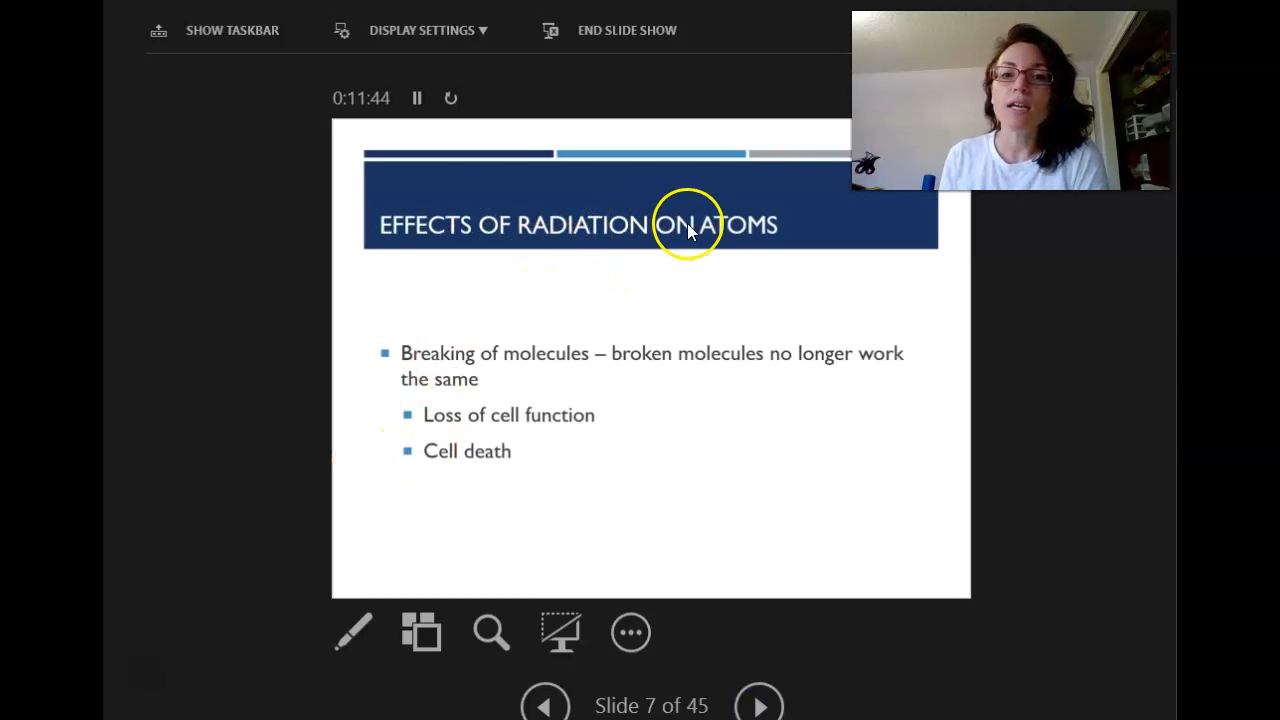 SHOW TASKBAR
DISPLAY SETTINGS
END SLIDE SHOW
0:11:44
EFFECTS OF RADIATION ON ATOMS
Breaking of molecules – broken molecules no longer work
the same
Loss of cell function
Cell death
Slide 7 of 45